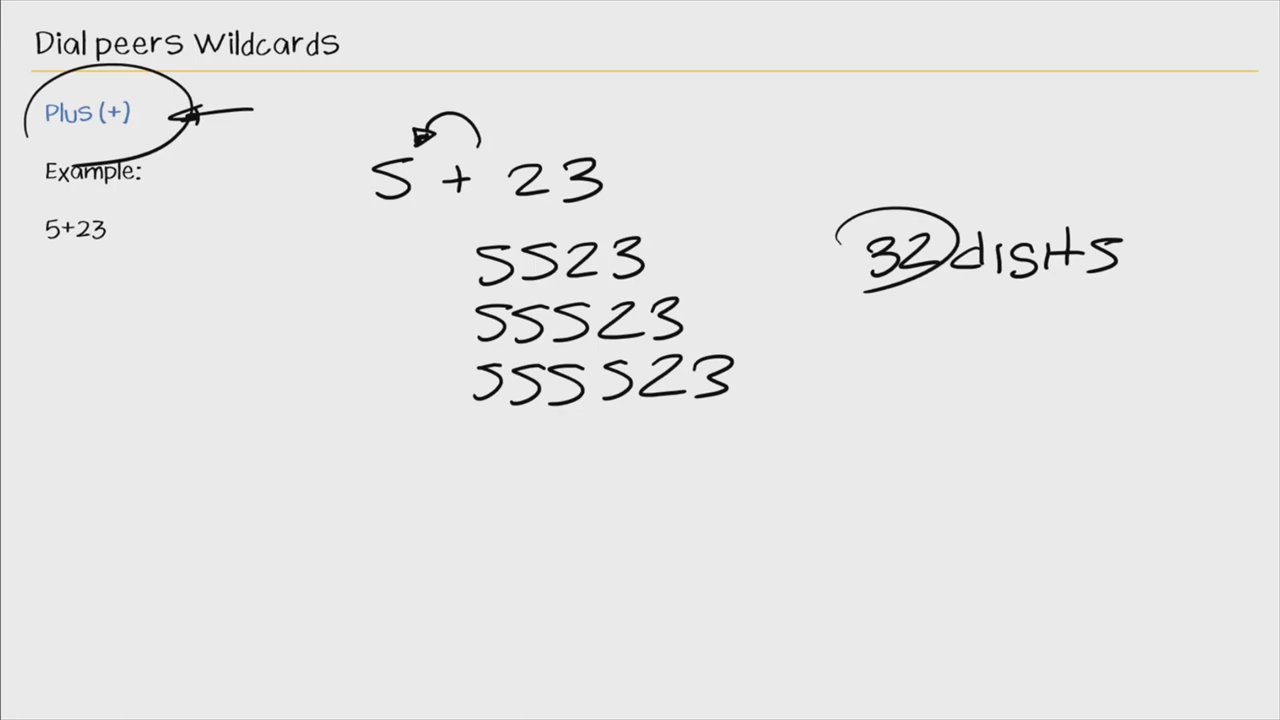 Dial peers Wildcards
Plus (+)
Example:
5+23
5 + 23
5523
55523
555523
32 digits